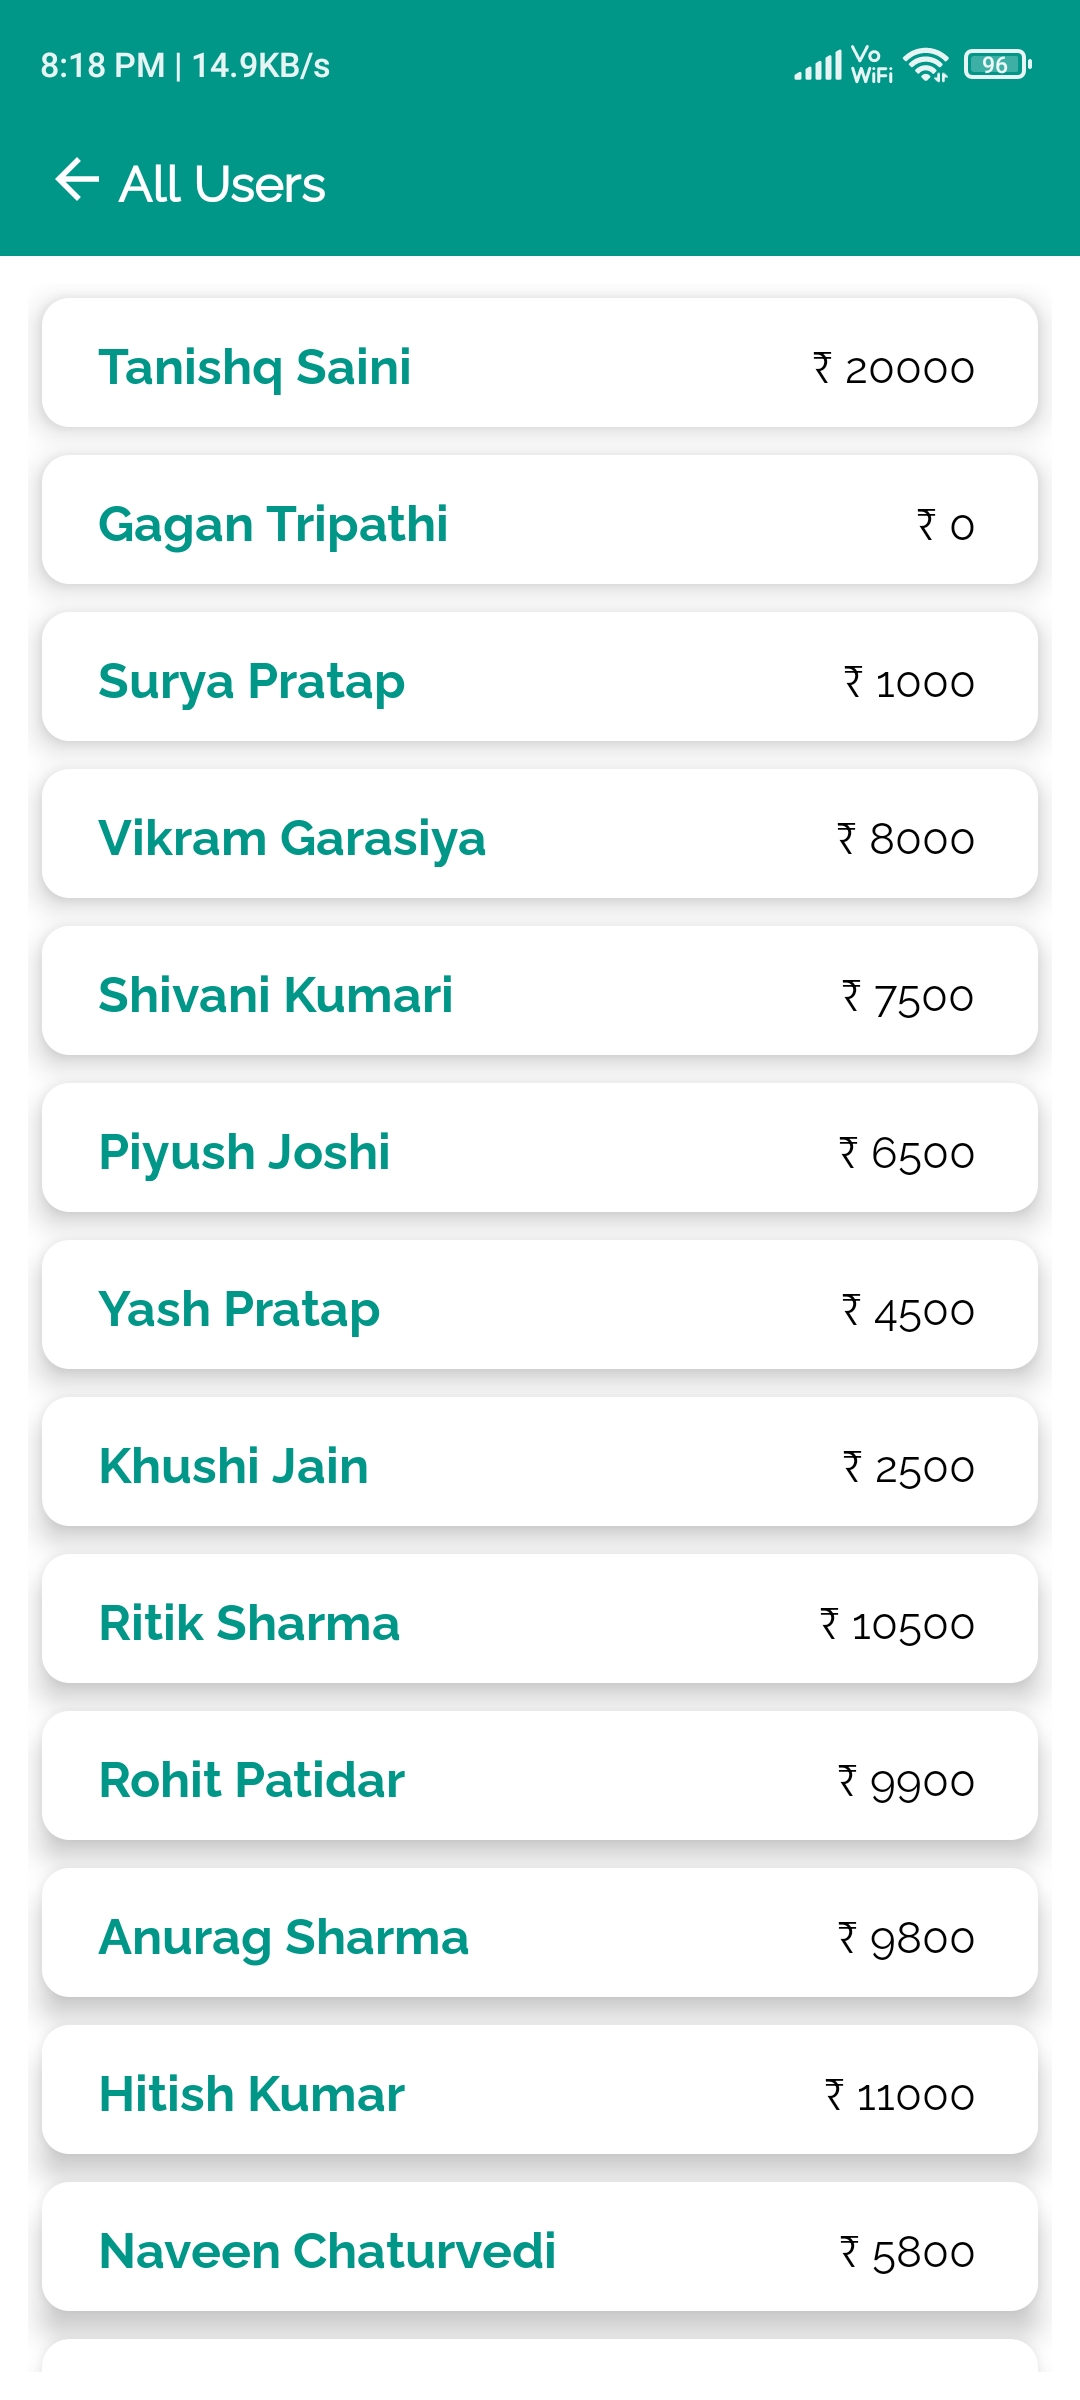 8:18 PM | 14.9KB/s Vo WiFi 96
All Users
Tanishq Saini ₹ 20000
Gagan Tripathi ₹ 0
Surya Pratap ₹ 1000
Vikram Garasiya ₹ 8000
Shivani Kumari ₹ 7500
Piyush Joshi ₹ 6500
Yash Pratap ₹ 4500
Khushi Jain ₹ 2500
Ritik Sharma ₹ 10500
Rohit Patidar ₹ 9900
Anurag Sharma ₹ 9800
Hitish Kumar ₹ 11000
Naveen Chaturvedi ₹ 5800